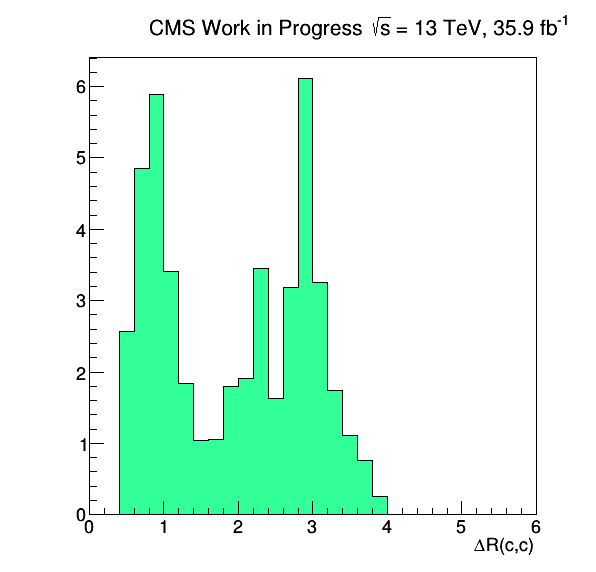 CMS Work in Progress √s = 13 TeV, 35.9 fb⁻¹
6
5
4
3
2
1
0
0 1 2 3 4 5 6
ΔR(c,c)